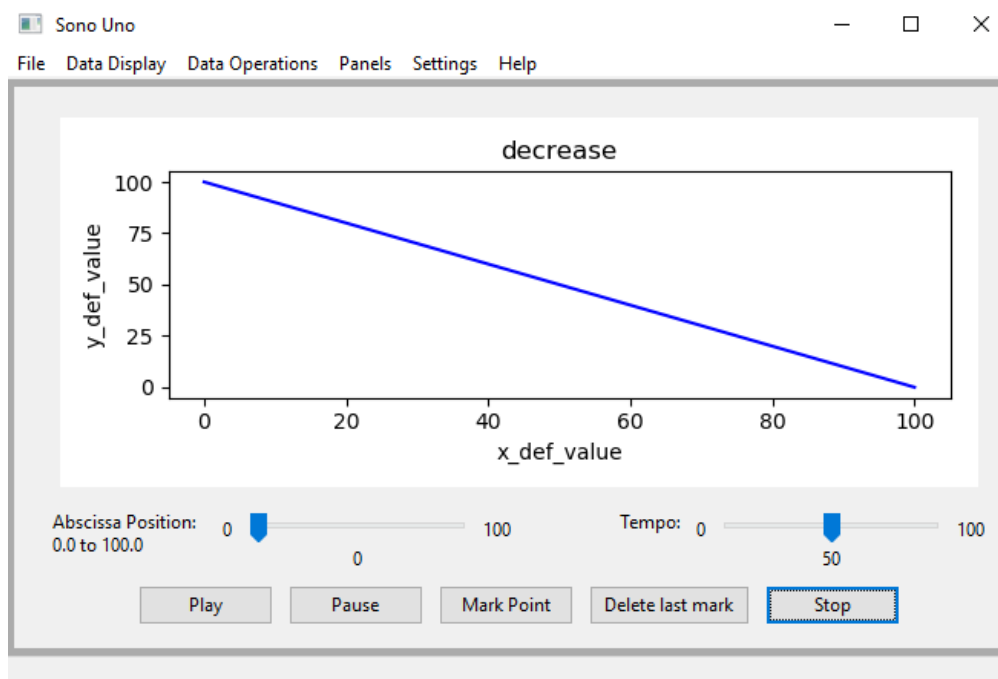 Sono Uno
File Data Display Data Operations Panels Settings Help
decrease
y_def_value
100
75
50
25
0
0 20 40 60 80 100
x_def_value
Abscissa Position:
0.0 to 100.0
0 100
0
Tempo: 0 100
50
Play Pause Mark Point Delete last mark Stop